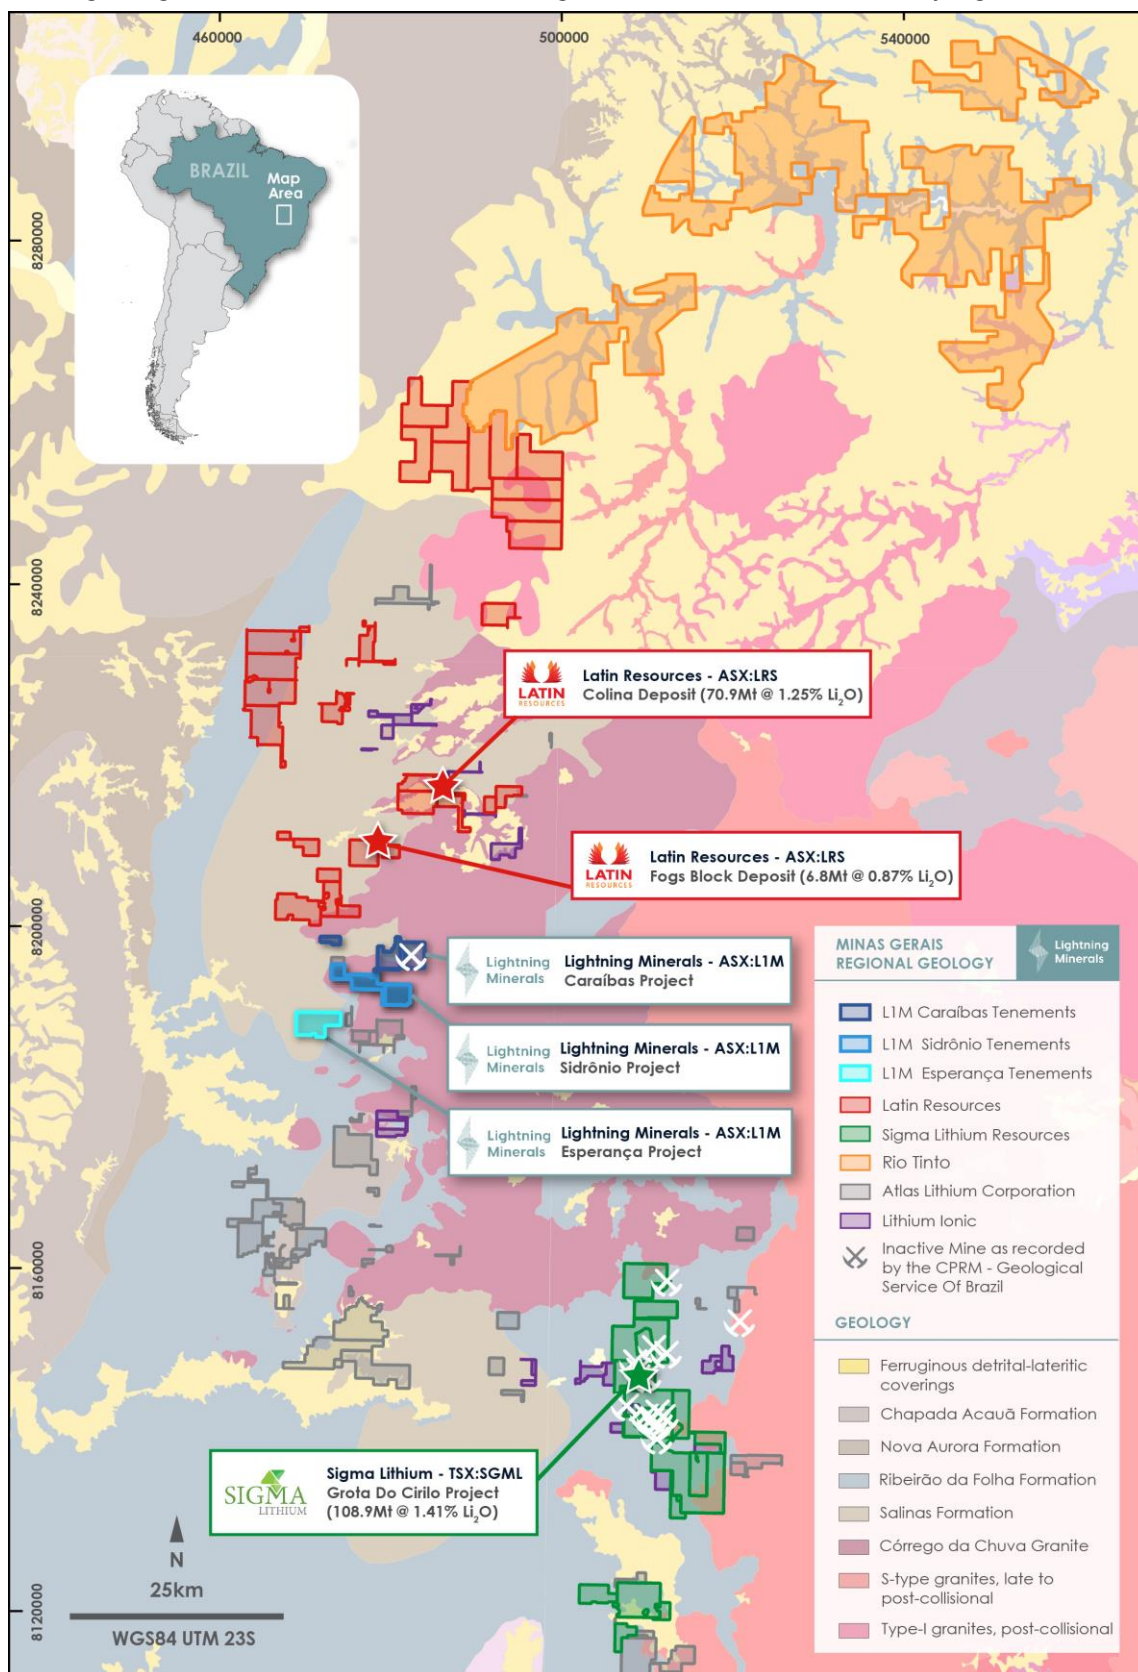 460000
500000
540000
BRAZIL
Map
Area
8280000
8240000
8200000
8160000
8120000
LATIN
RESOURCES
Latin Resources - ASX:LRS
Colina Deposit (70.9Mt @ 1.25% Li₂O)
LATIN
RESOURCES
Latin Resources - ASX:LRS
Fogs Block Deposit (6.8Mt @ 0.87% Li₂O)
Lightning
Minerals
Lightning Minerals - ASX:L1M
Caraíbas Project
Lightning
Minerals
Lightning Minerals - ASX:L1M
Sidrônio Project
Lightning
Minerals
Lightning Minerals - ASX:L1M
Esperança Project
SIGMA
LITHIUM
Sigma Lithium - TSX:SGML
Grota Do Cirilo Project
(108.9Mt @ 1.41% Li₂O)
N
25km
WGS84 UTM 23S
MINAS GERAIS
REGIONAL GEOLOGY
Lightning
Minerals
L1M Caraíbas Tenements
L1M Sidrônio Tenements
L1M Esperança Tenements
Latin Resources
Sigma Lithium Resources
Rio Tinto
Atlas Lithium Corporation
Lithium Ionic
Inactive Mine as recorded
by the CPRM - Geological
Service Of Brazil
GEOLOGY
Ferruginous detrital-lateritic
coverings
Chapada Acauã Formation
Nova Aurora Formation
Ribeirão da Folha Formation
Salinas Formation
Córrego da Chuva Granite
S-type granites, late to
post-collisional
Type-I granites, post-collisional